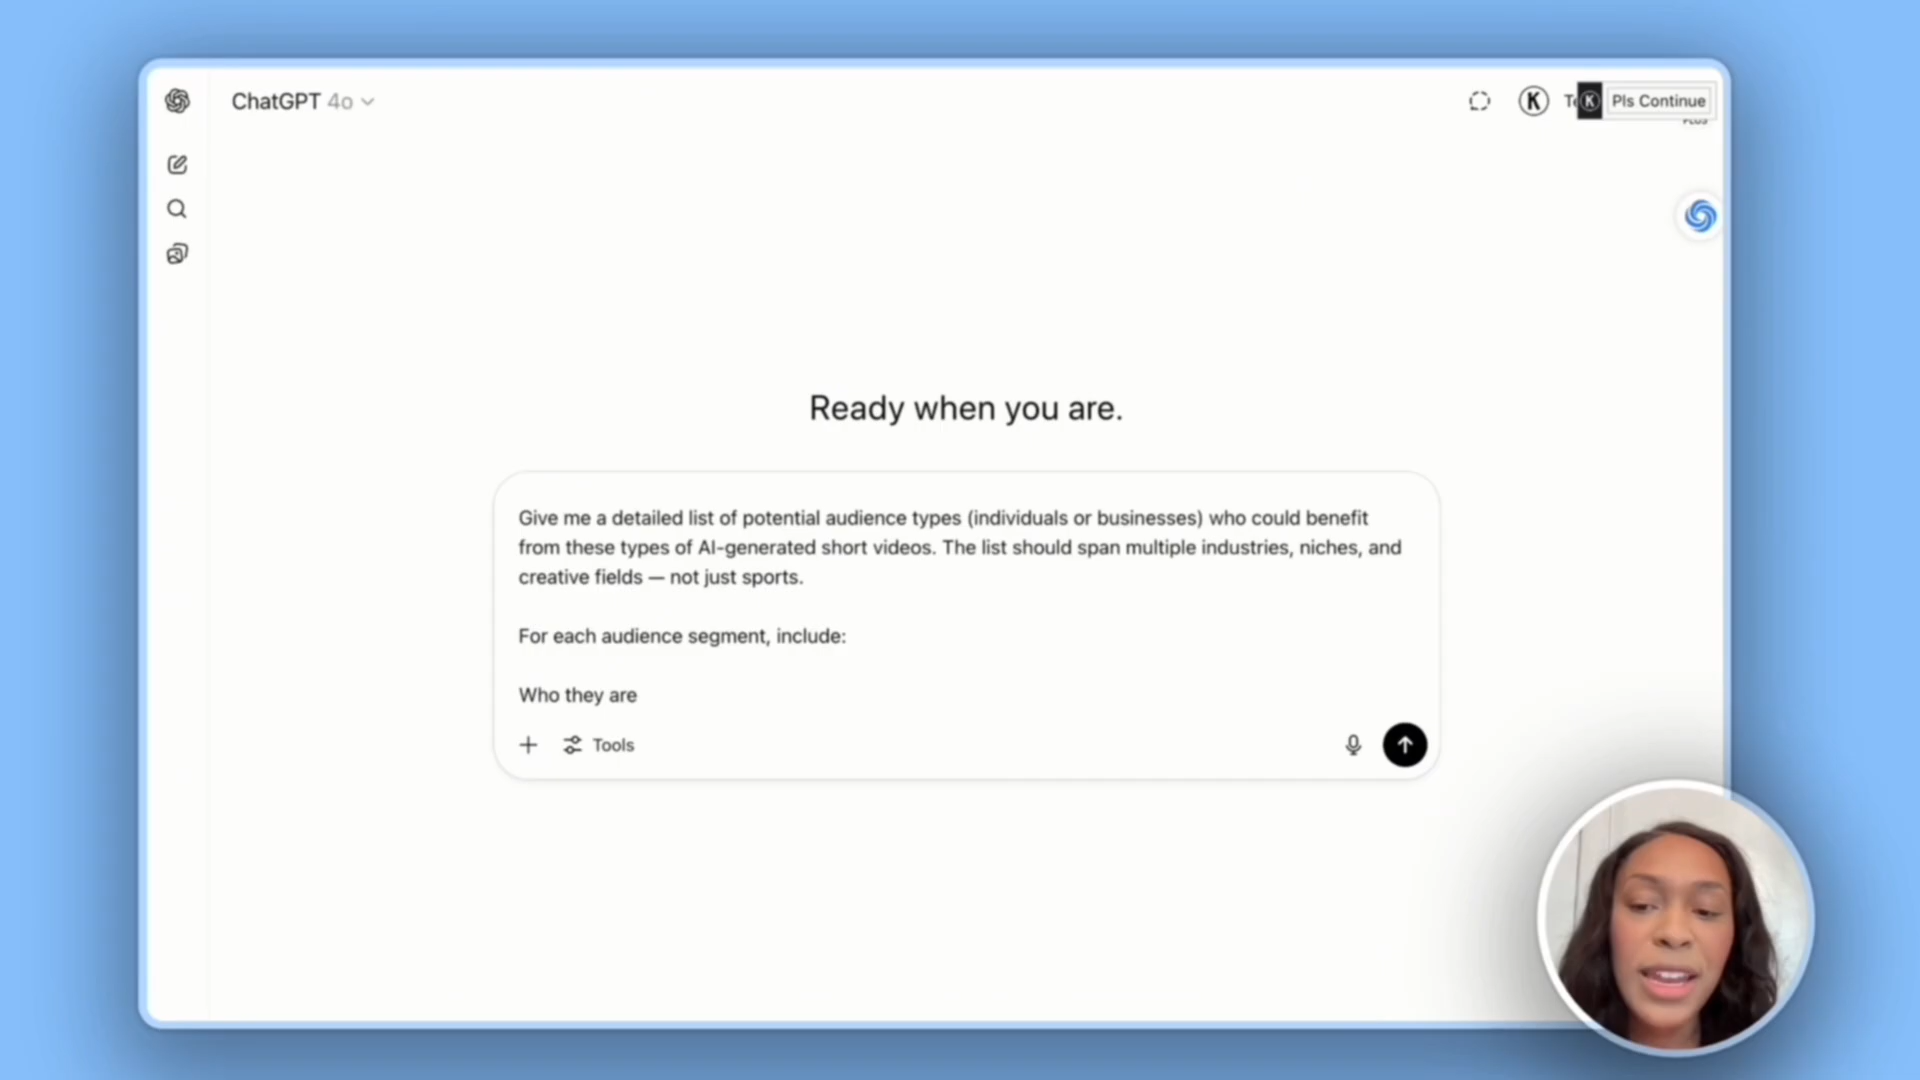 ChatGPT 4o
Pls Continue
PLUS
Ready when you are.
Give me a detailed list of potential audience types (individuals or businesses) who could benefit
from these types of AI-generated short videos. The list should span multiple industries, niches, and
creative fields — not just sports.
For each audience segment, include:
Who they are
Tools